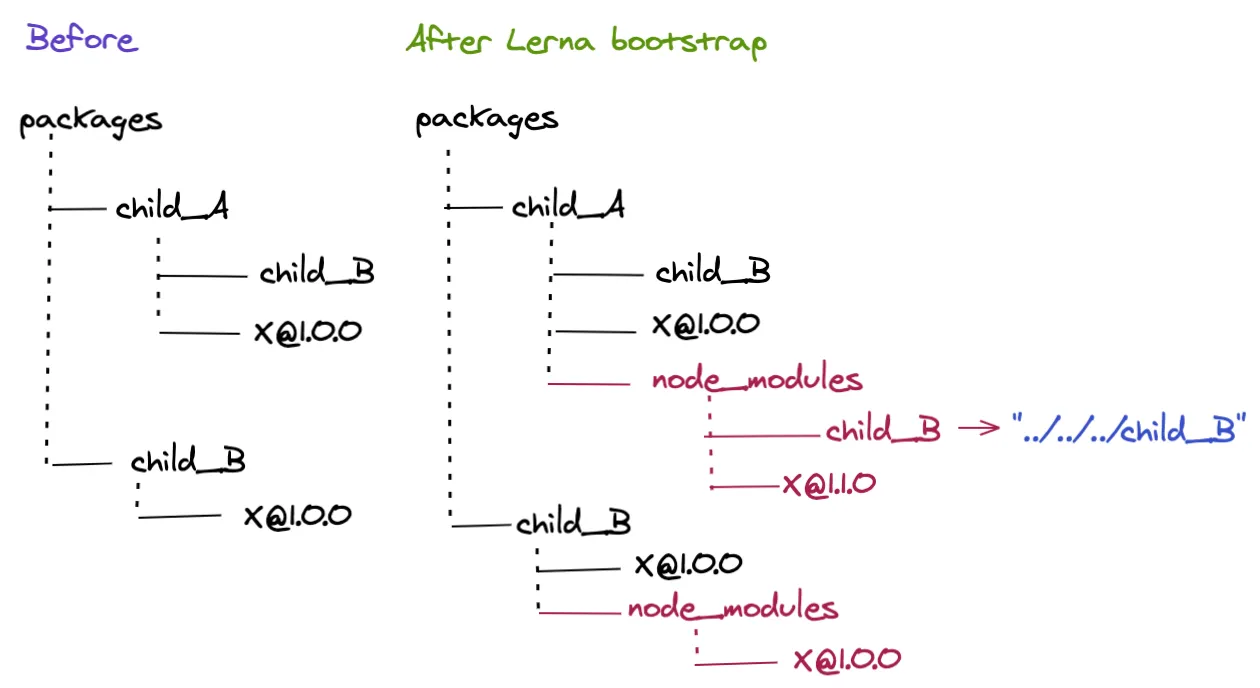 Before
After Lerna bootstrap
packages
child_A
child_B
X@1.0.0
child_B
X@1.0.0
packages
child_A
child_B
X@1.0.0
node_modules
child_B → "../../../child_B"
X@1.1.0
child_B
X@1.0.0
node_modules
X@1.0.0